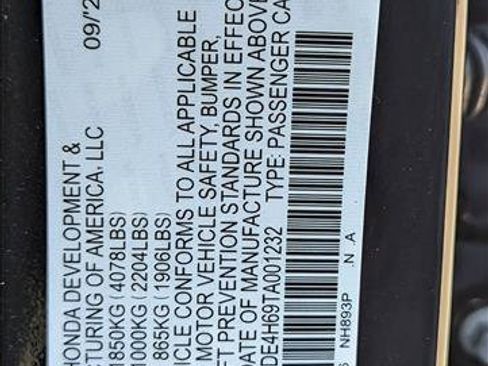 HONDA DEVELOPMENT & 09/2
CTURING OF AMERICA, LLC
1850KG (4078LBS)
1000KG (2204LBS)
865KG (1906LBS)
ICLE CONFORMS TO ALL APPLICABLE
MOTOR VEHICLE SAFETY, BUMPER,
FT PREVENTION STANDARDS IN EFFEC
DATE OF MANUFACTURE SHOWN ABOVE
DE4H69TA001232 TYPE: PASSENGER CA
NH893P .N .A